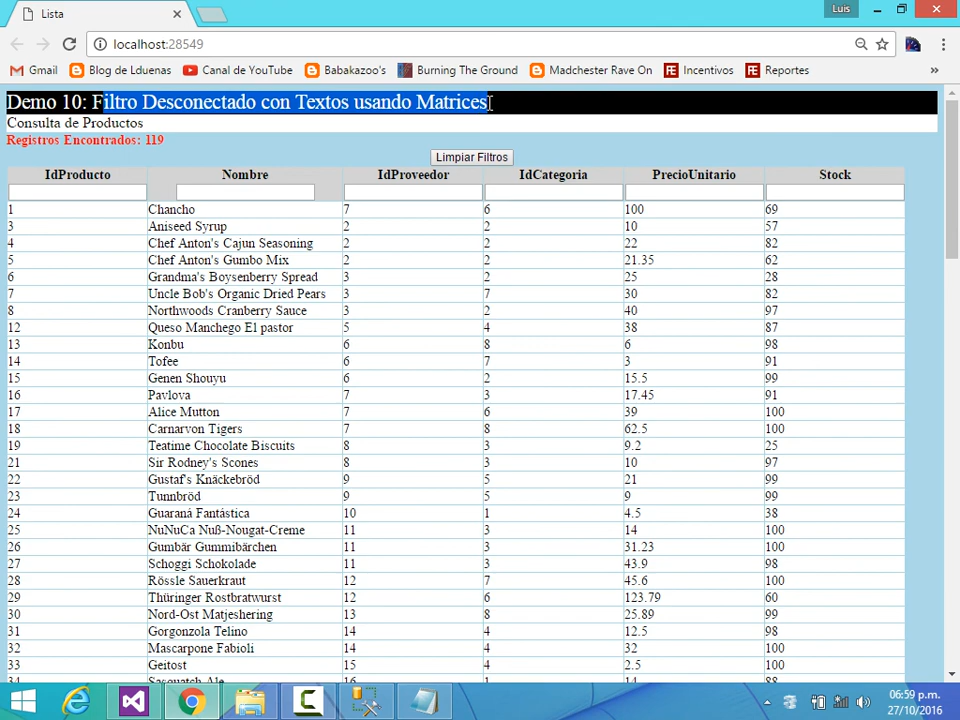 Lista
Luis
localhost:28549
Gmail Blog de Lduenas Canal de YouTube Babakazoo's Burning The Ground Madchester Rave On Incentivos Reportes »
Demo 10: Filtro Desconectado con Textos usando Matrices
Consulta de Productos
Registros Encontrados: 119
Limpiar Filtros
IdProducto Nombre IdProveedor IdCategoria PrecioUnitario Stock
1 Chancho 7 6 100 69
3 Aniseed Syrup 2 2 10 57
4 Chef Anton's Cajun Seasoning 2 2 22 82
5 Chef Anton's Gumbo Mix 2 2 21.35 62
6 Grandma's Boysenberry Spread 3 2 25 28
7 Uncle Bob's Organic Dried Pears 3 7 30 82
8 Northwoods Cranberry Sauce 3 2 40 97
12 Queso Manchego El pastor 5 4 38 87
13 Konbu 6 8 6 98
14 Tofee 6 7 3 91
15 Genen Shouyu 6 2 15.5 99
16 Pavlova 7 3 17.45 91
17 Alice Mutton 7 6 39 100
18 Carnarvon Tigers 7 8 62.5 100
19 Teatime Chocolate Biscuits 8 3 9.2 25
21 Sir Rodney's Scones 8 3 10 97
22 Gustaf's Knäckebröd 9 5 21 99
23 Tunnbröd 9 5 9 99
24 Guaraná Fantástica 10 1 4.5 38
25 NuNuCa Nuß-Nougat-Creme 11 3 14 100
26 Gumbär Gummibärchen 11 3 31.23 100
27 Schoggi Schokolade 11 3 43.9 98
28 Rössle Sauerkraut 12 7 45.6 100
29 Thüringer Rostbratwurst 12 6 123.79 60
30 Nord-Ost Matjeshering 13 8 25.89 99
31 Gorgonzola Telino 14 4 12.5 98
32 Mascarpone Fabioli 14 4 32 100
33 Geitost 15 4 2.5 100
34 Sasquatch Ale 16 1 14 88
06:59 p.m.
27/10/2016